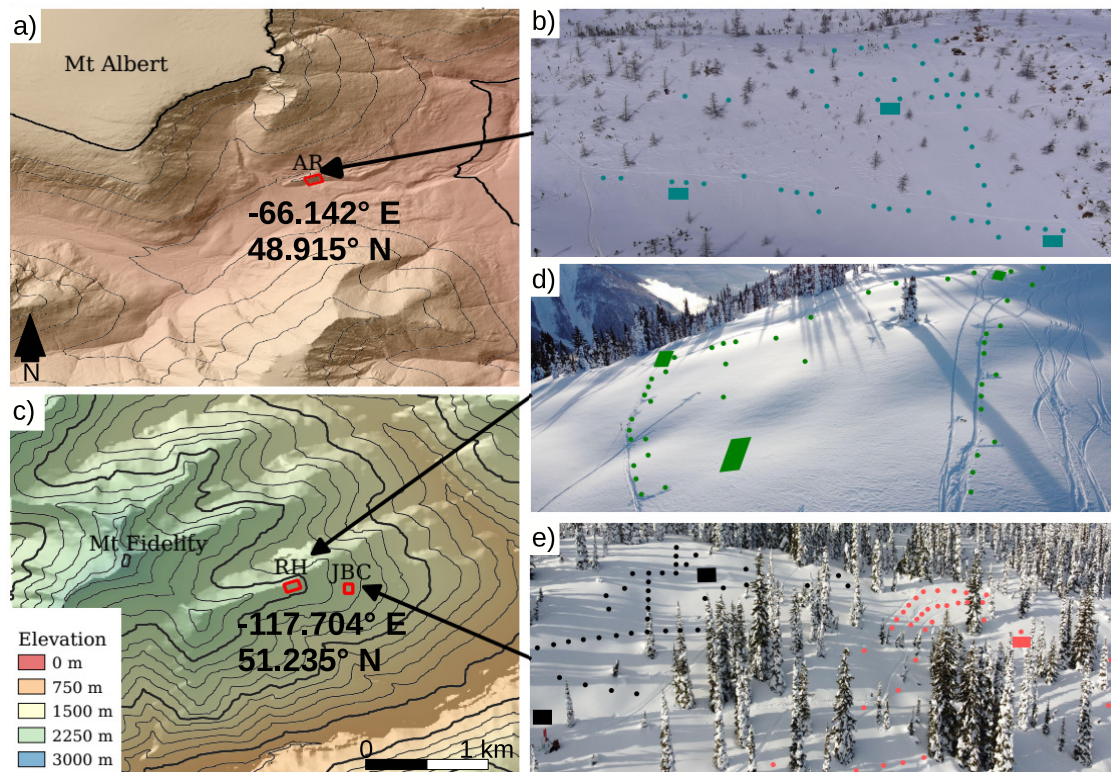 a)
Mt Albert
AR
-66.142° E
48.915° N
N
b)
c)
Mt Fidelity
RH
JBC
-117.704° E
51.235° N
Elevation
0 m
750 m
1500 m
2250 m
3000 m
0
1 km
d)
e)